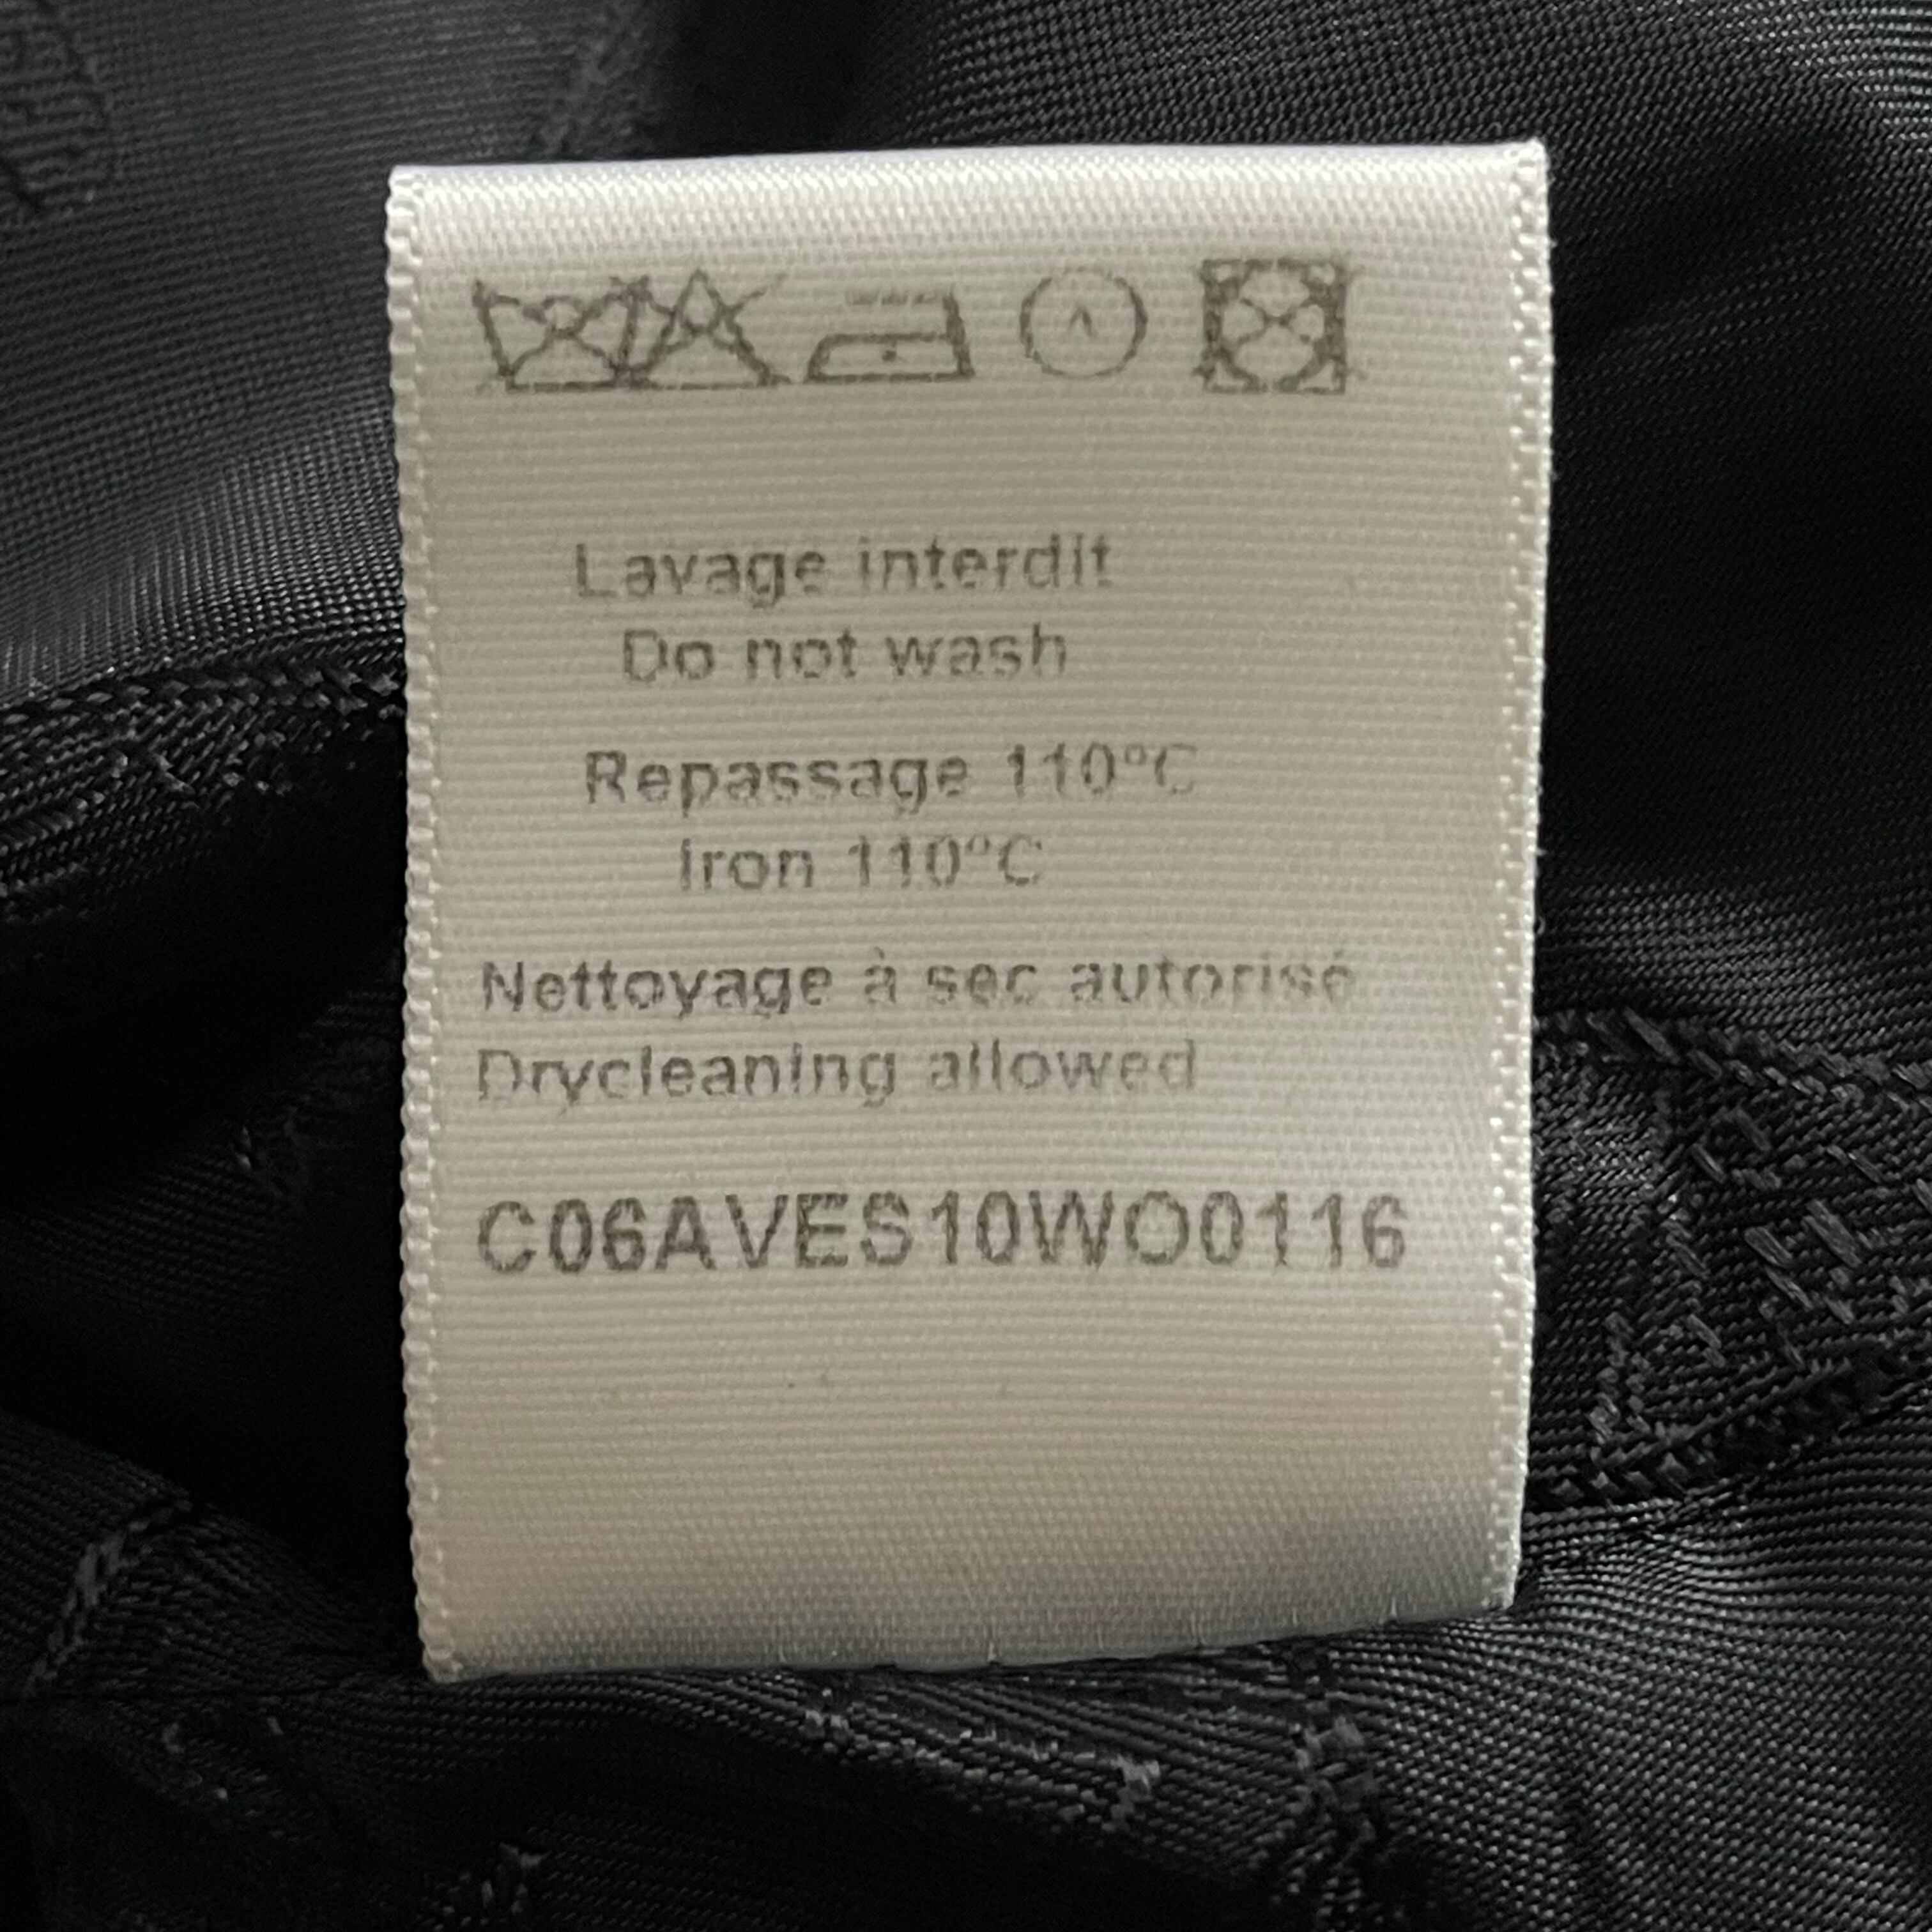 Lavage interdit
Do not wash
Repassage 110°C
Iron 110°C
Nettoyage à sec autorisé
Drycleaning allowed
C06AVES10WO0116